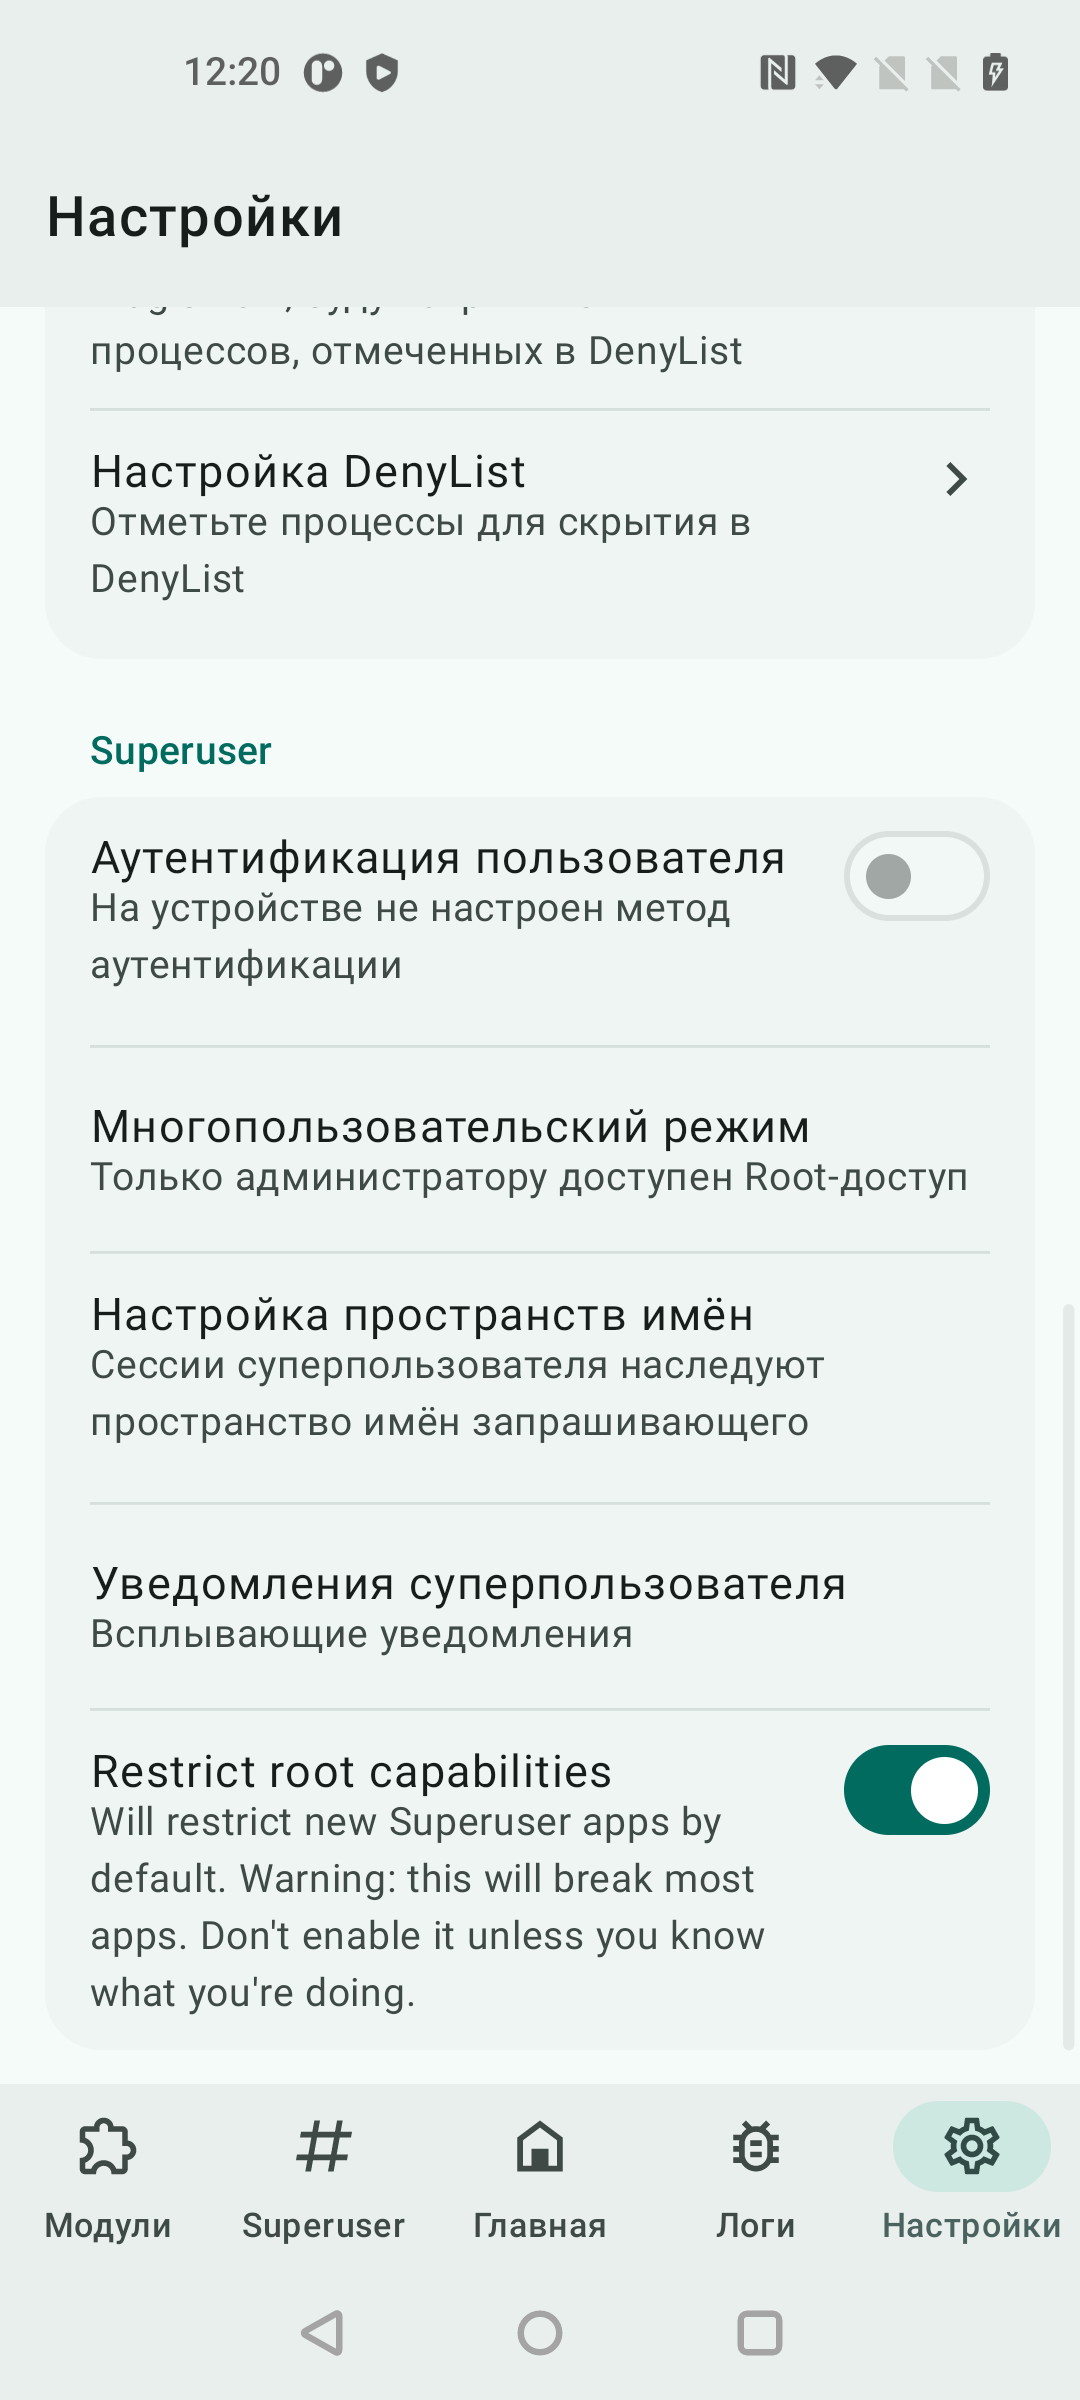 12:20
Настройки
процессов, отмеченных в DenyList
Настройка DenyList
Отметьте процессы для скрытия в
DenyList
Superuser
Аутентификация пользователя
На устройстве не настроен метод
аутентификации
Многопользовательский режим
Только администратору доступен Root-доступ
Настройка пространств имён
Сессии суперпользователя наследуют
пространство имён запрашивающего
Уведомления суперпользователя
Всплывающие уведомления
Restrict root capabilities
Will restrict new Superuser apps by
default. Warning: this will break most
apps. Don't enable it unless you know
what you're doing.
Модули
Superuser
Главная
Логи
Настройки